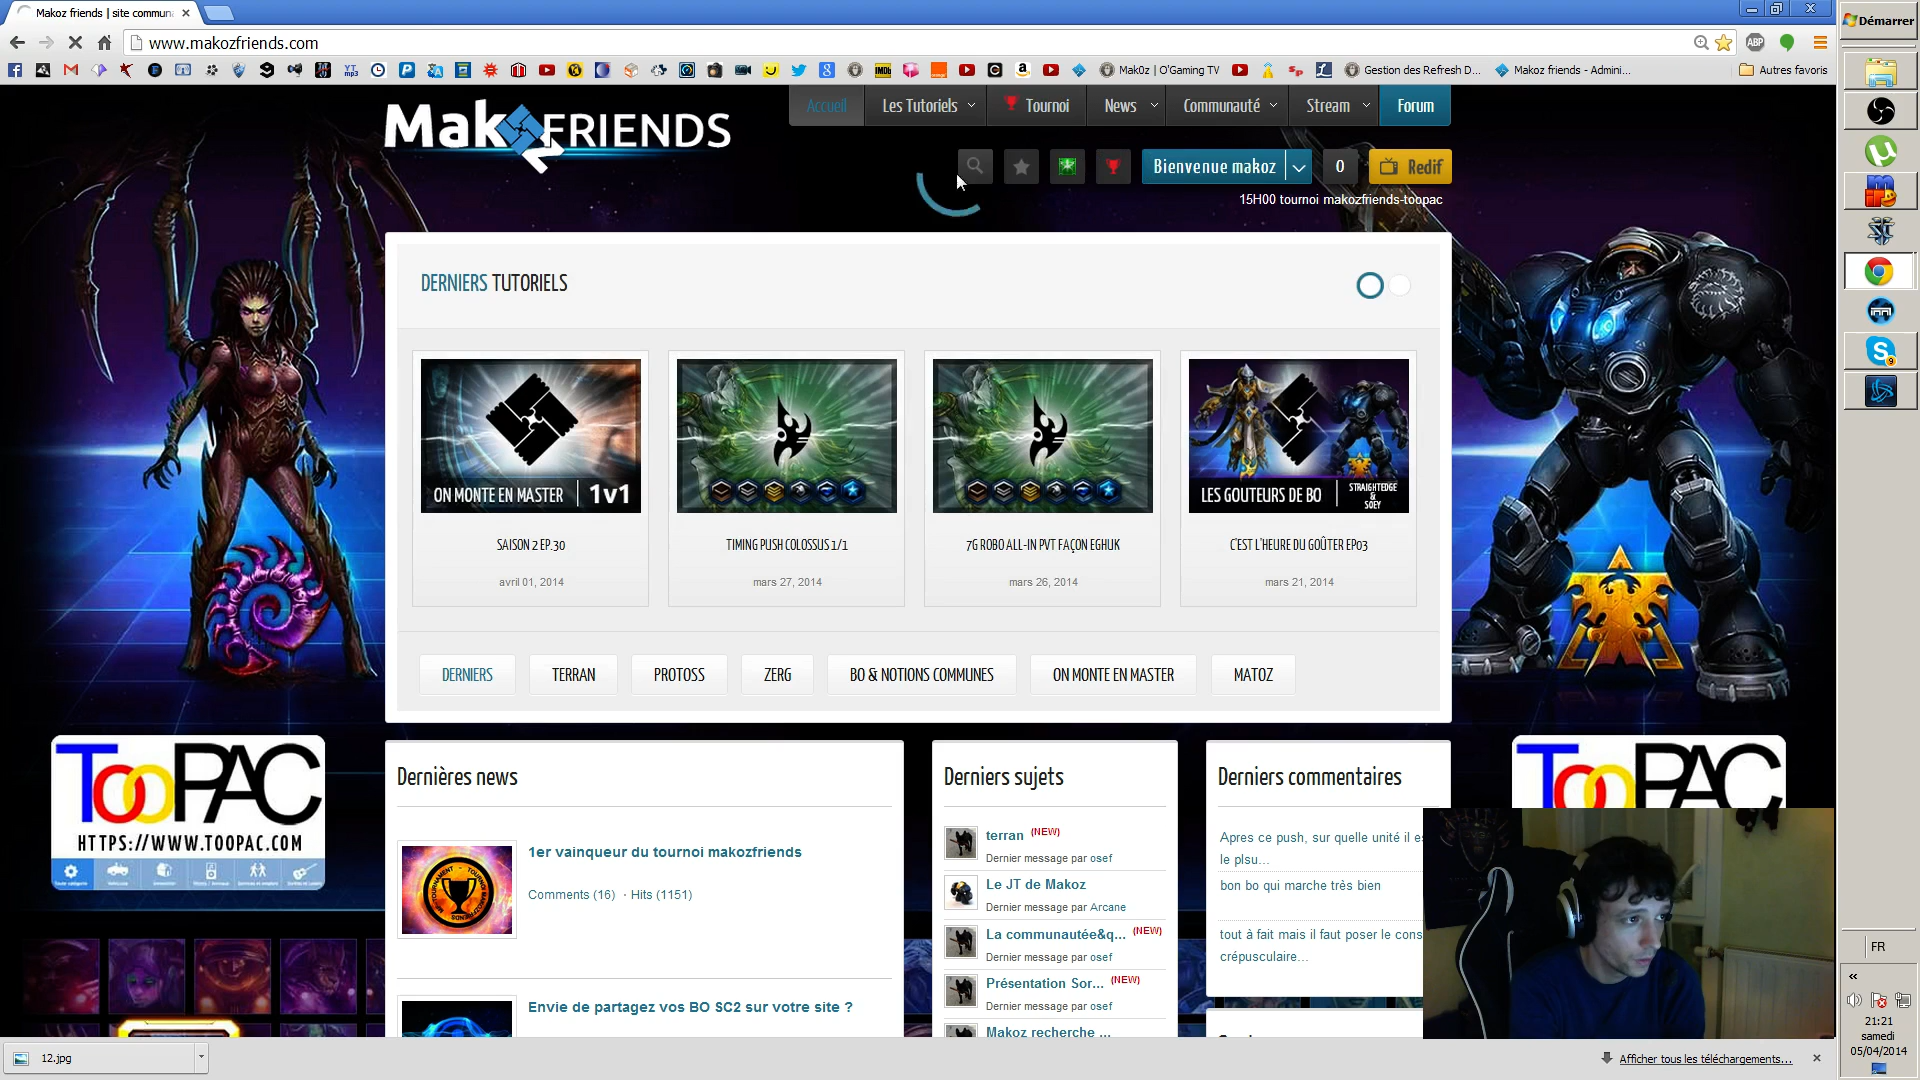 Makoz friends | site commun
www.makozfriends.com
ABP
YT mp3
IMDb
Mak0z | O'Gaming TV
Gestion des Refresh D...
Makoz friends - Admini...
Autres favoris
Démarrer
MakoZ FRIENDS
Accueil
Les Tutoriels
Tournoi
News
Communauté
Stream
Forum
Bienvenue makoz
0
Redif
15H00 tournoi makozfriends-toopac
DERNIERS TUTORIELS
ON MONTE EN MASTER | 1v1
LES GOUTEURS DE BO | STRAIGHTEDGE & SOEY
SAISON 2 EP.30
TIMING PUSH COLOSSUS 1/1
7G ROBO ALL-IN PVT FAÇON EGHUK
C'EST L'HEURE DU GOÛTER EP03
avril 01, 2014
mars 27, 2014
mars 26, 2014
mars 21, 2014
DERNIERS
TERRAN
PROTOSS
ZERG
BO & NOTIONS COMMUNES
ON MONTE EN MASTER
MATOZ
TooPAC
HTTPS://WWW.TOOPAC.COM
TooPAC
Dernières news
1er vainqueur du tournoi makozfriends
Comments (16) · Hits (1151)
Envie de partagez vos BO SC2 sur votre site ?
Derniers sujets
terran (NEW)
Dernier message par osef
Le JT de Makoz
Dernier message par Arcane
La communautée&q... (NEW)
Dernier message par osef
Présentation Sor... (NEW)
Dernier message par osef
Makoz recherche ...
Derniers commentaires
Apres ce push, sur quelle unité il es
le plsu...
bon bo qui marche très bien
tout à fait mais il faut poser le cons
crépusculaire...
FR
21:21
samedi
05/04/2014
12.jpg
Afficher tous les téléchargements...